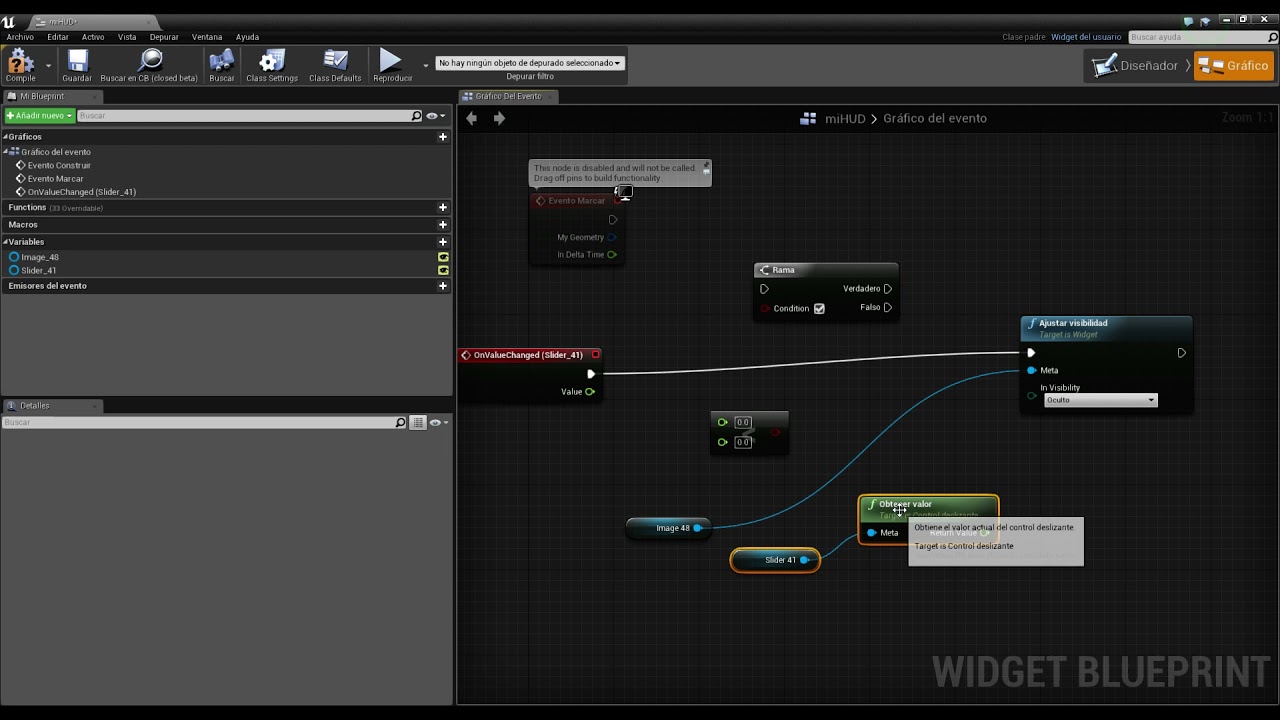 miHUD*
Archivo Editar Activo Vista Depurar Ventana Ayuda
Clase padre: Widget del usuario
Buscar ayuda
Compile
Guardar
Buscar en CB (closed beta)
Buscar
Class Settings
Class Defaults
Reproducir
No hay ningún objeto de depurado seleccionado
Depurar filtro
Diseñador
Gráfico
Mi Blueprint
Gráfico Del Evento
Añadir nuevo
Buscar
miHUD > Gráfico del evento
Zoom 1:1
Gráficos
Gráfico del evento
Evento Construir
Evento Marcar
OnValueChanged (Slider_41)
Functions (33 Overridable)
Macros
Variables
Image_48
Slider_41
Emisores del evento
Detalles
Buscar
This node is disabled and will not be called.
Drag off pins to build functionality.
Evento Marcar
My Geometry
In Delta Time
Rama
Verdadero
Condition
Falso
Ajustar visibilidad
Target is Widget
Meta
In Visibility
Oculto
OnValueChanged (Slider_41)
Value
0.0
0.0
Image 48
Slider 41
Obtener valor
Target is Control deslizante
Meta
Return Value
Obtiene el valor actual del control deslizante.
Target is Control deslizante
WIDGET BLUEPRINT